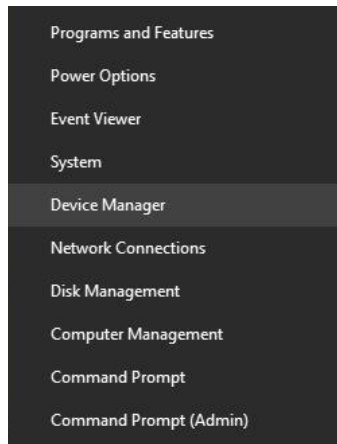 Programs and Features
Power Options
Event Viewer
System
Device Manager
Network Connections
Disk Management
Computer Management
Command Prompt
Command Prompt (Admin)